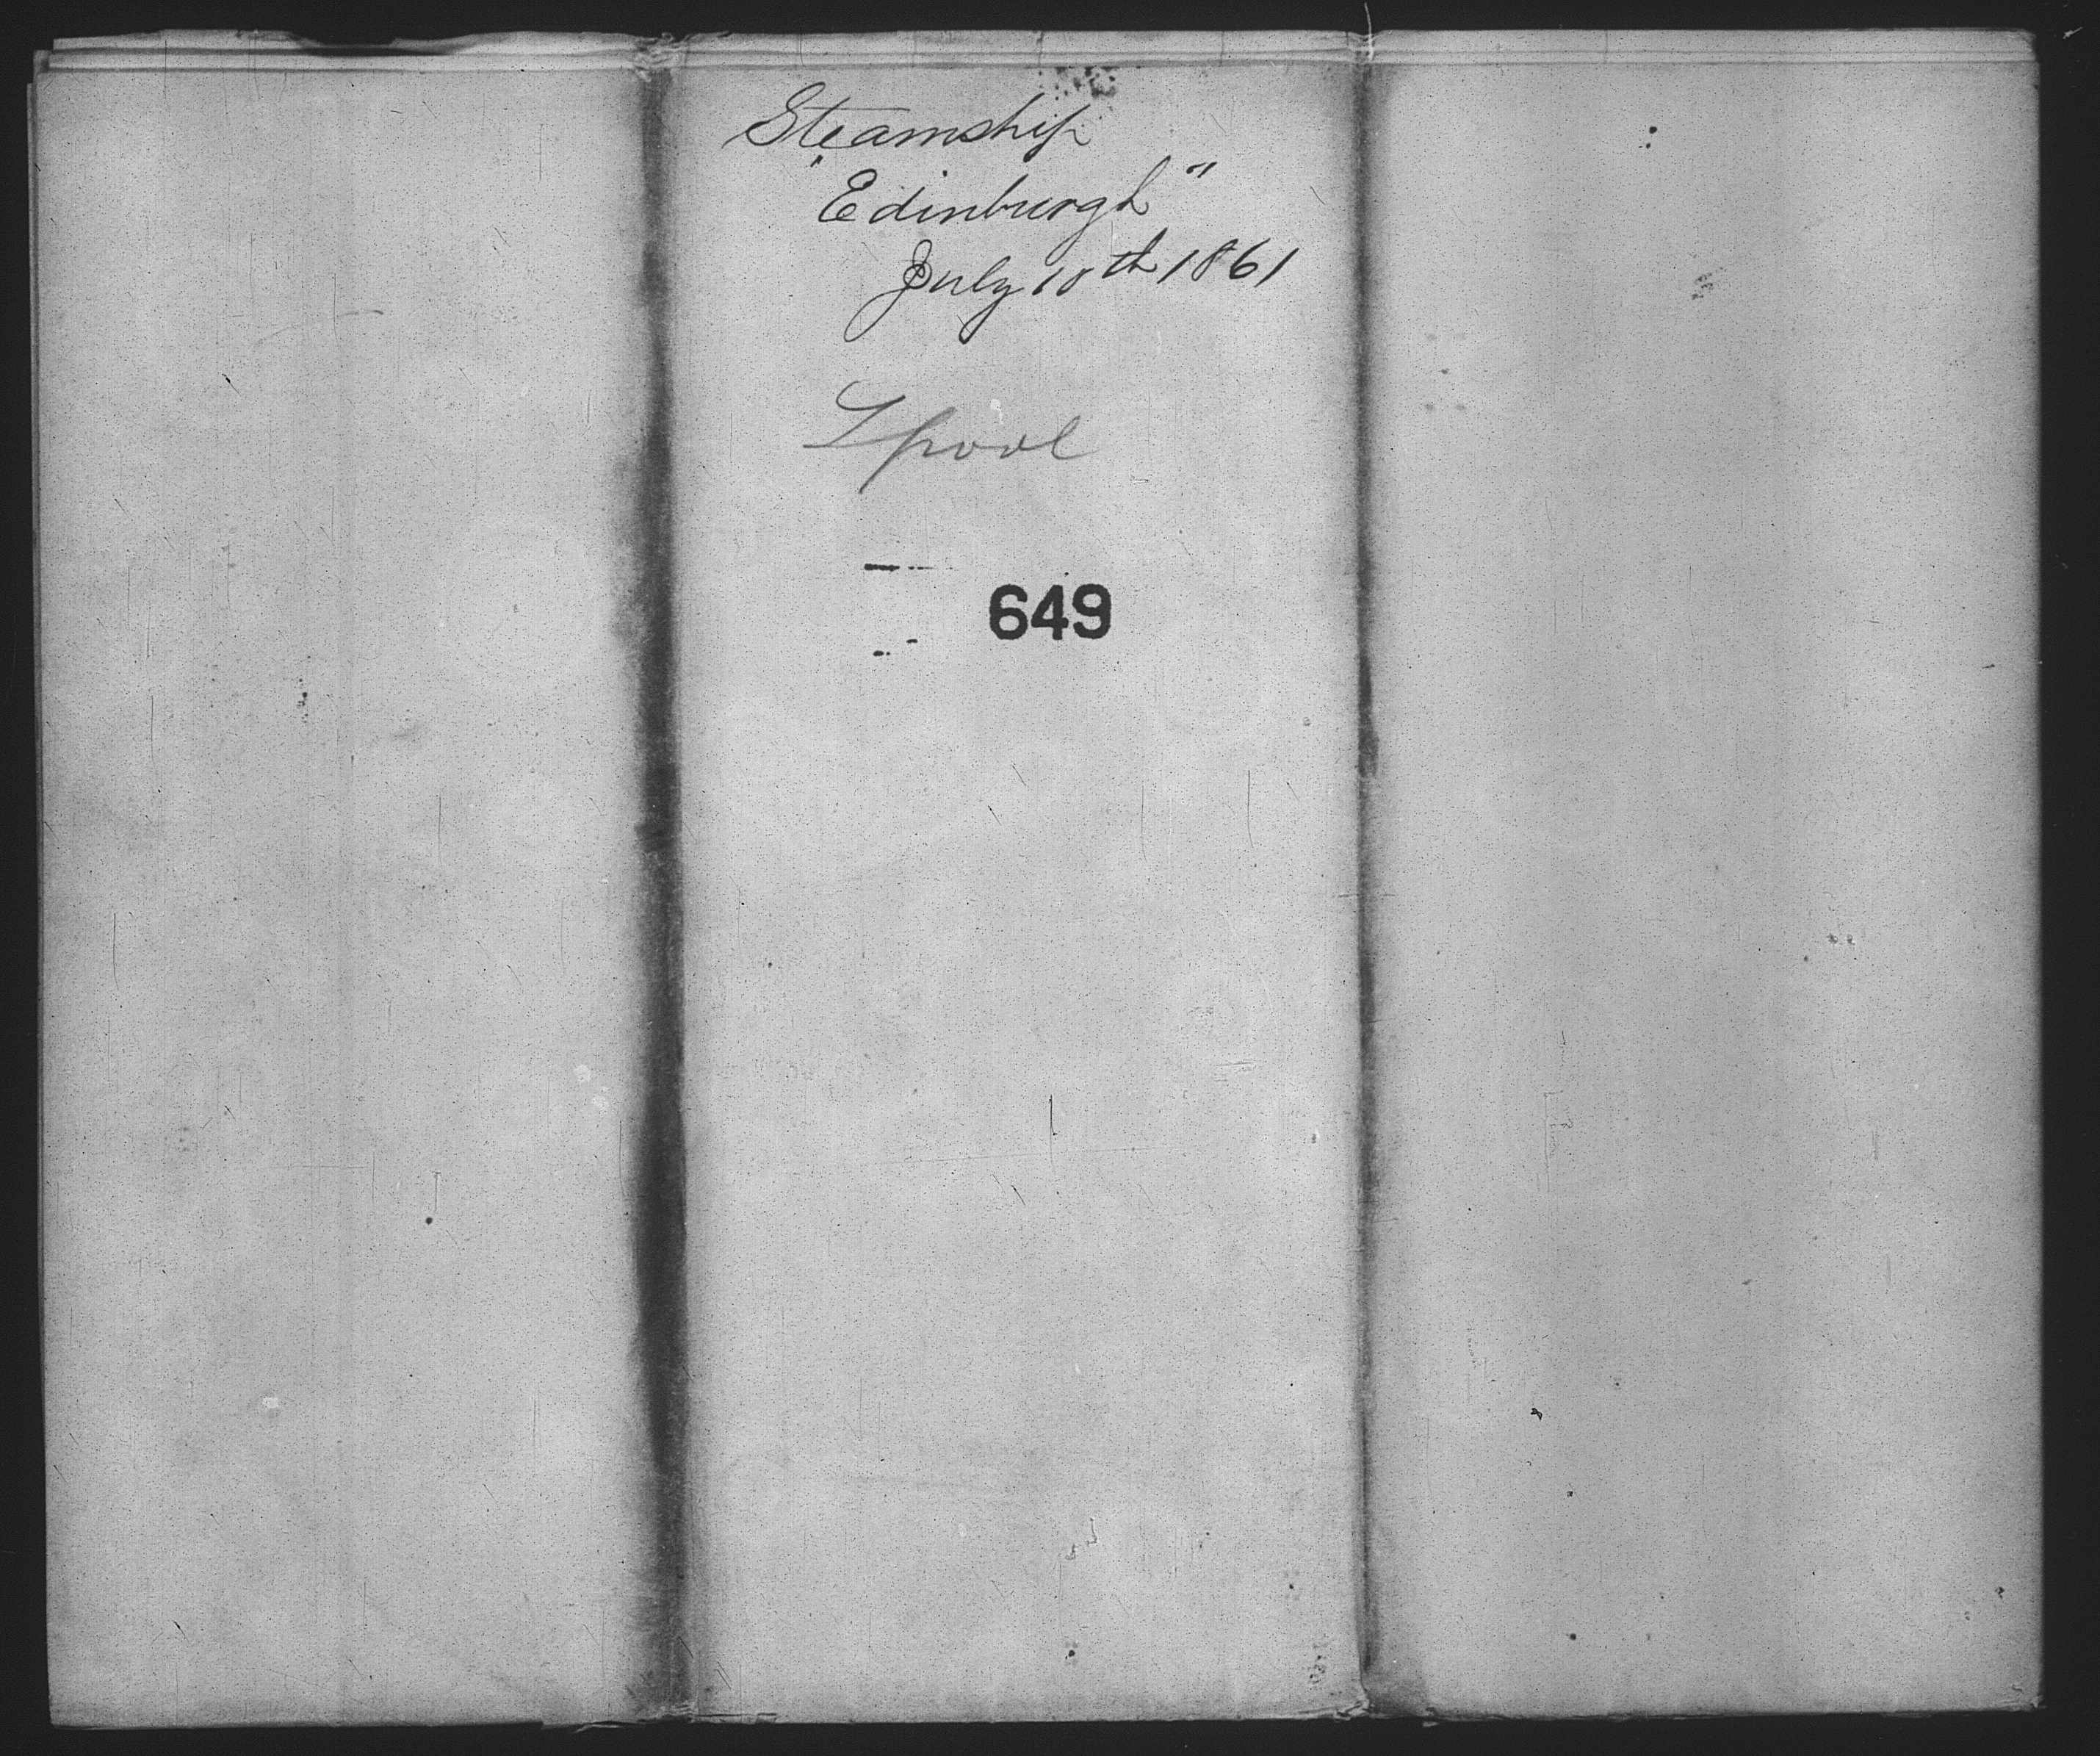 Steamship
"Edinburgh"
July 10th 1861
Lpool
649